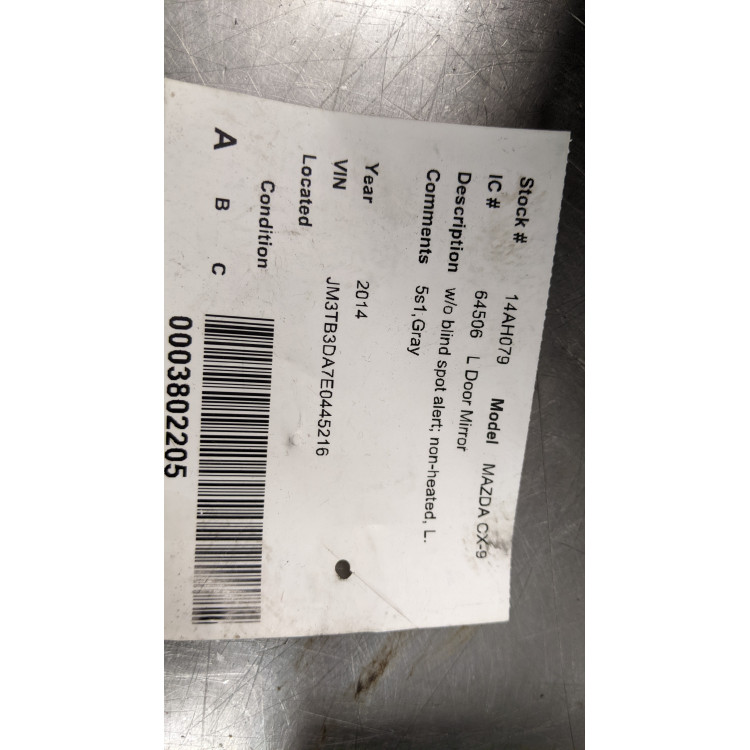 Stock # 14AH079 Model MAZDA CX-9
IC # 64506 L Door Mirror
Description w/o blind spot alert; non-heated, L.
Comments 5s1,Gray
Year 2014
VIN JM3TB3DA7E0445216
Located
Condition
A B C
0003802205